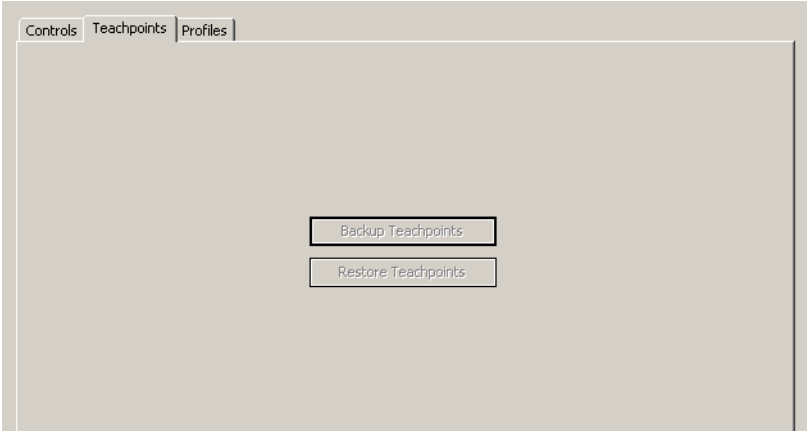 Controls Teachpoints Profiles
Backup Teachpoints
Restore Teachpoints